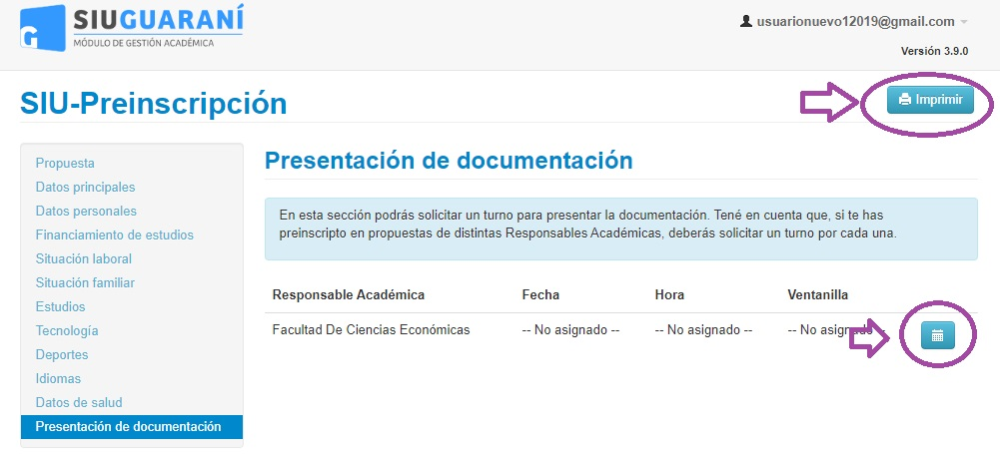 SIUGUARANÍ
MÓDULO DE GESTIÓN ACADÉMICA
usuarionuevo12019@gmail.com
Versión 3.9.0
SIU-Preinscripción
Imprimir
Propuesta
Datos principales
Datos personales
Financiamiento de estudios
Situación laboral
Situación familiar
Estudios
Tecnología
Deportes
Idiomas
Datos de salud
Presentación de documentación
Presentación de documentación
En esta sección podrás solicitar un turno para presentar la documentación. Tené en cuenta que, si te has
preinscripto en propuestas de distintas Responsables Académicas, deberás solicitar un turno por cada una.
Responsable Académica Fecha Hora Ventanilla
Facultad De Ciencias Económicas -- No asignado -- -- No asignado -- -- No asignado --